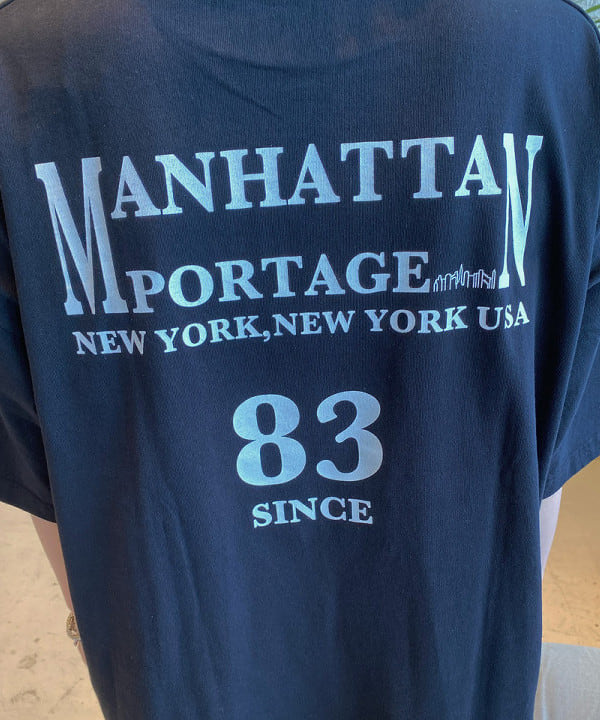 MANHATTAN
PORTAGE
NEW YORK, NEW YORK USA
83
SINCE